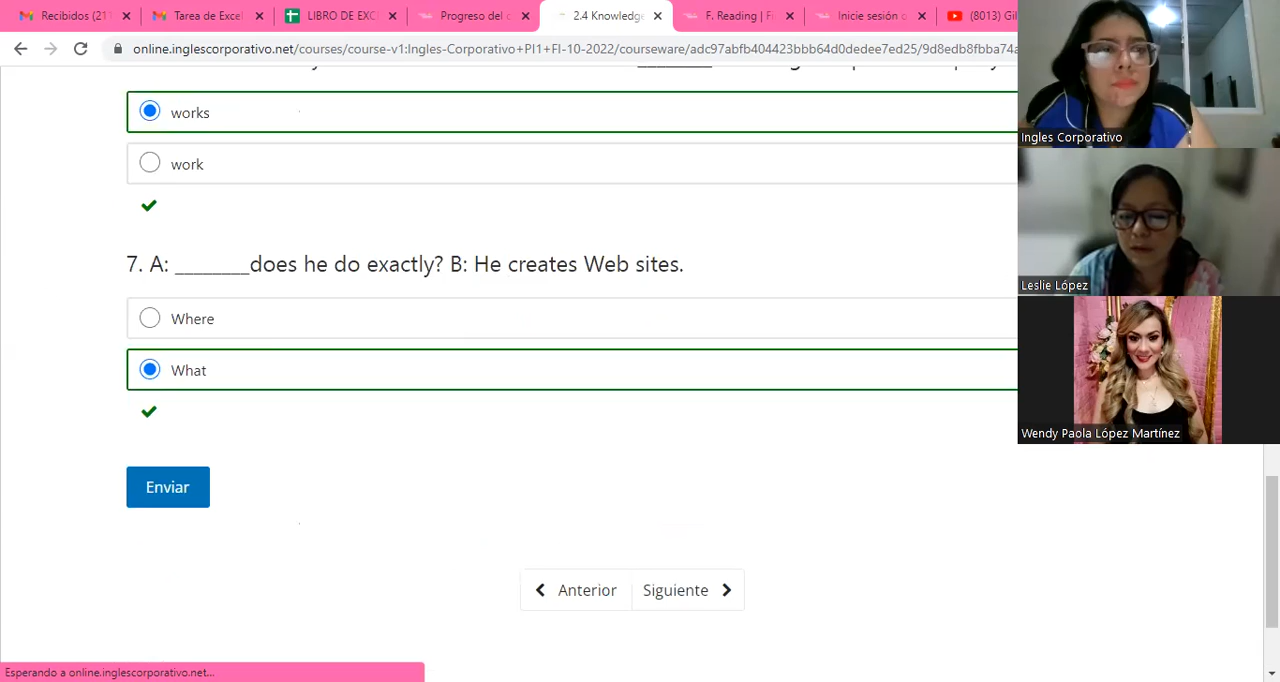 Recibidos (21
Tarea de Excel
LIBRO DE EXC
Progreso del
2.4 Knowledge
F. Reading | Fi
Inicie sesión o
(8013) Gil
online.inglescorporativo.net/courses/course-v1:Ingles-Corporativo+PI1+FI-10-2022/courseware/adc97abfb404423bbb64d0dedee7ed25/9d8edb8fbba74a
works
work
7. A: ________does he do exactly? B: He creates Web sites.
Where
What
Enviar
Anterior
Siguiente
Esperando a online.inglescorporativo.net...
Ingles Corporativo
Leslie López
Wendy Paola López Martínez